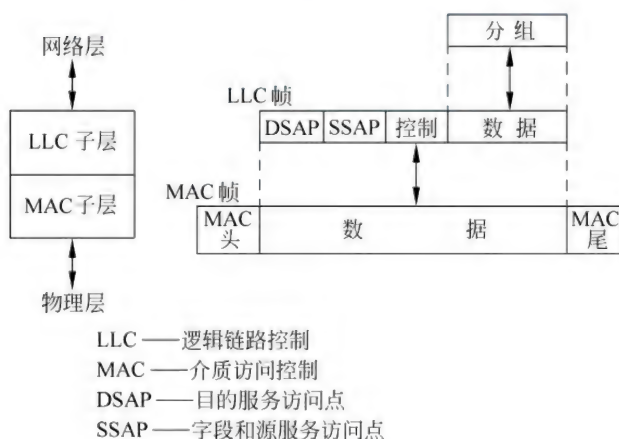 网络层
LLC 子层
MAC 子层
物理层
分 组
LLC 帧
DSAP SSAP 控制 数 据
MAC 帧
MAC 头 数 据 MAC 尾
LLC ——逻辑链路控制
MAC ——介质访问控制
DSAP——目的服务访问点
SSAP——字段和源服务访问点